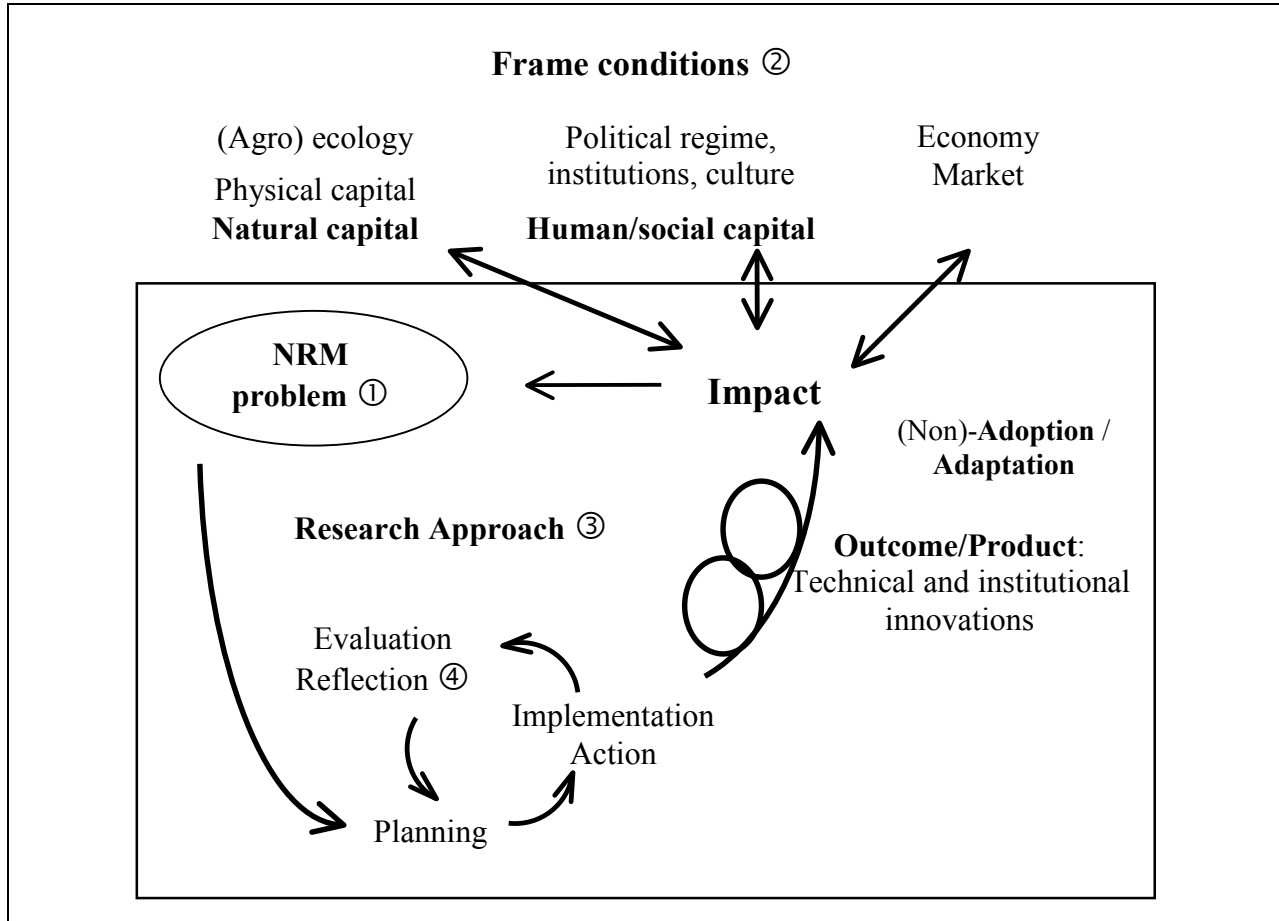 Frame conditions ②
(Agro) ecology
Physical capital
Natural capital
Political regime,
institutions, culture
Human/social capital
Economy
Market
NRM
problem ①
Impact
(Non)-Adoption /
Adaptation
Research Approach ③
Outcome/Product:
Technical and institutional
innovations
Evaluation
Reflection ④
Implementation
Action
Planning